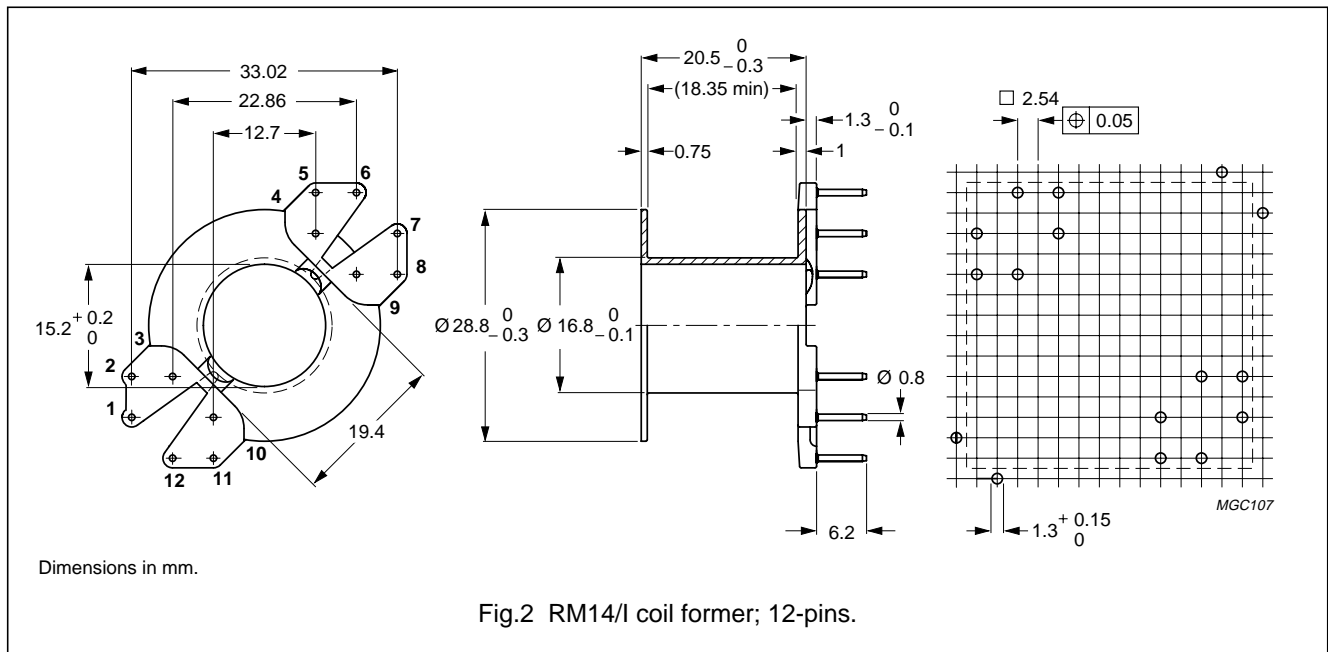 33.02
22.86
12.7
5
6
4
7
8
9
15.2 + 0.2 0
3
2
1
10
12
11
19.4
20.5 0 – 0.3
(18.35 min)
1.3 0 – 0.1
0.75
1
Ø 28.8 0 – 0.3
Ø 16.8 0 – 0.1
Ø 0.8
6.2
□ 2.54
⌖ 0.05
1.3 + 0.15 0
MGC107
Dimensions in mm.
Fig.2 RM14/I coil former; 12-pins.